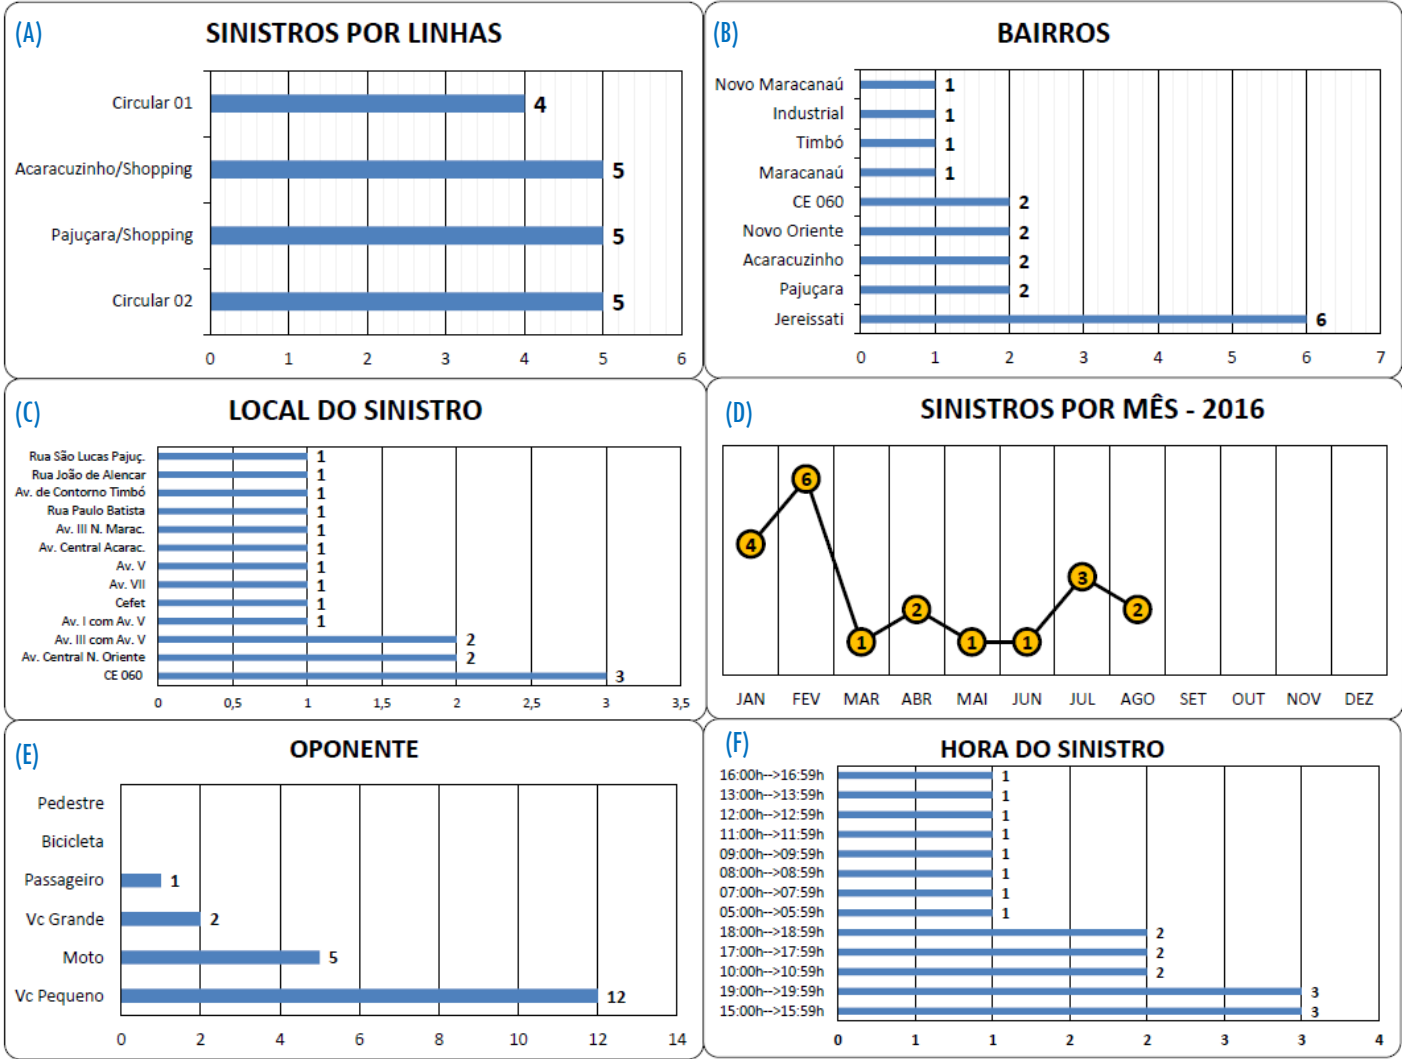 (A)
SINISTROS POR LINHAS
Circular 01
4
Acaracuzinho/Shopping
5
Pajuçara/Shopping
5
Circular 02
5
0 1 2 3 4 5 6
(B)
BAIRROS
Novo Maracanaú
1
Industrial
1
Timbó
1
Maracanaú
1
CE 060
2
Novo Oriente
2
Acaracuzinho
2
Pajuçara
2
Jereissati
6
0 1 2 3 4 5 6 7
(C)
LOCAL DO SINISTRO
Rua São Lucas Pajuç.
1
Rua João de Alencar
1
Av. de Contorno Timbó
1
Rua Paulo Batista
1
Av. III N. Marac.
1
Av. Central Acarac.
1
Av. V
1
Av. VII
1
Cefet
1
Av. I com Av. V
1
Av. III com Av. V
2
Av. Central N. Oriente
2
CE 060
3
0 0,5 1 1,5 2 2,5 3 3,5
(D)
SINISTROS POR MÊS - 2016
4 6 1 2 1 1 3 2
JAN FEV MAR ABR MAI JUN JUL AGO SET OUT NOV DEZ
(E)
OPONENTE
Pedestre
Bicicleta
Passageiro
1
Vc Grande
2
Moto
5
Vc Pequeno
12
0 2 4 6 8 10 12 14
(F)
HORA DO SINISTRO
16:00h-->16:59h
1
13:00h-->13:59h
1
12:00h-->12:59h
1
11:00h-->11:59h
1
09:00h-->09:59h
1
08:00h-->08:59h
1
07:00h-->07:59h
1
05:00h-->05:59h
1
18:00h-->18:59h
2
17:00h-->17:59h
2
10:00h-->10:59h
2
19:00h-->19:59h
3
15:00h-->15:59h
3
0 1 1 2 2 3 3 4